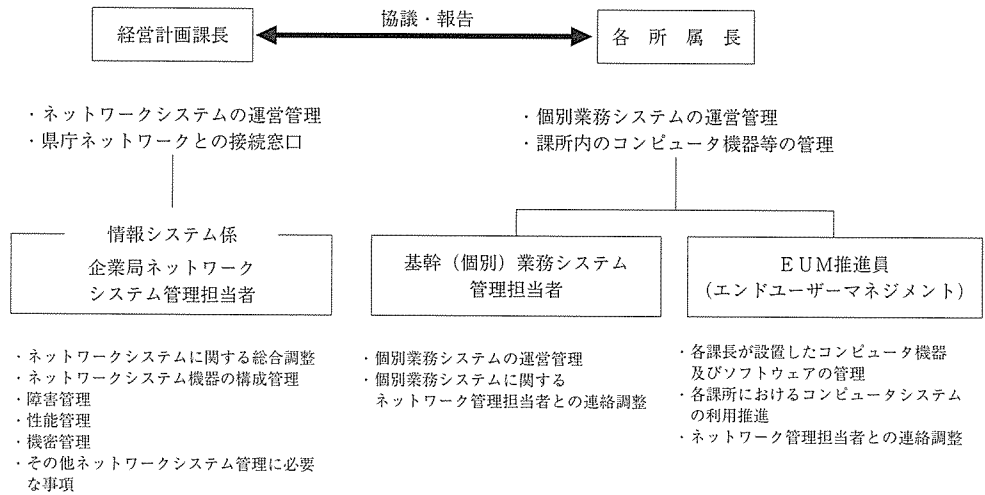 協議・報告
経営計画課長
各所属長
・ネットワークシステムの運営管理
・県庁ネットワークとの接続窓口
・個別業務システムの運営管理
・課所内のコンピュータ機器等の管理
情報システム係
企業局ネットワーク
システム管理担当者
基幹（個別）業務システム
管理担当者
ＥＵＭ推進員
（エンドユーザーマネジメント）
・ネットワークシステムに関する総合調整
・ネットワークシステム機器の構成管理
・障害管理
・性能管理
・機密管理
・その他ネットワークシステム管理に必要
な事項
・個別業務システムの運営管理
・個別業務システムに関する
ネットワーク管理担当者との連絡調整
・各課長が設置したコンピュータ機器
及びソフトウェアの管理
・各課所におけるコンピュータシステム
の利用推進
・ネットワーク管理担当者との連絡調整